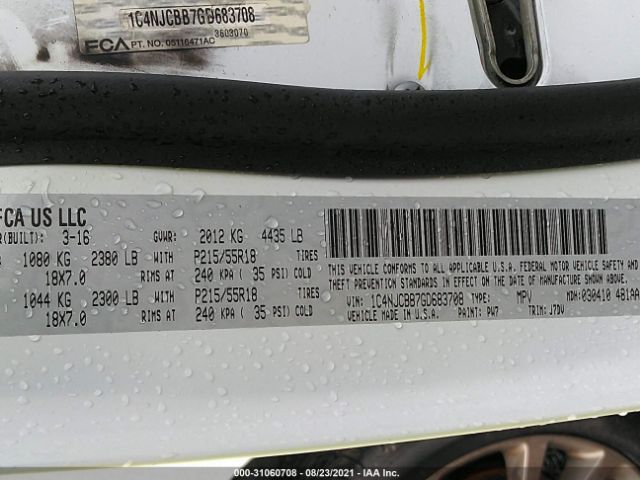 1C4NJCBB7GD683708
3603070
FCA PT. NO. 05116471AC
FCA US LLC
R(BUILT): 3-16 GVWR: 2012 KG 4435 LB
1080 KG 2380 LB WITH P215/55R18 TIRES
18X7.0 RIMS AT 240 KPA ( 35 PSI) COLD
1044 KG 2300 LB WITH P215/55R18 TIRES
18X7.0 RIMS AT 240 KPA ( 35 PSI) COLD
THIS VEHICLE CONFORMS TO ALL APPLICABLE U.S.A. FEDERAL MOTOR VEHICLE SAFETY AND
THEFT PREVENTION STANDARDS IN EFFECT ON THE DATE OF MANUFACTURE SHOWN ABOVE.
VIN: 1C4NJCBB7GD683708 TYPE: MPV MDH: 030410 481AA
VEHICLE MADE IN U.S.A. PAINT: PW7 TRIM: J7DV
000-31060708 - 08/23/2021 - IAA Inc.